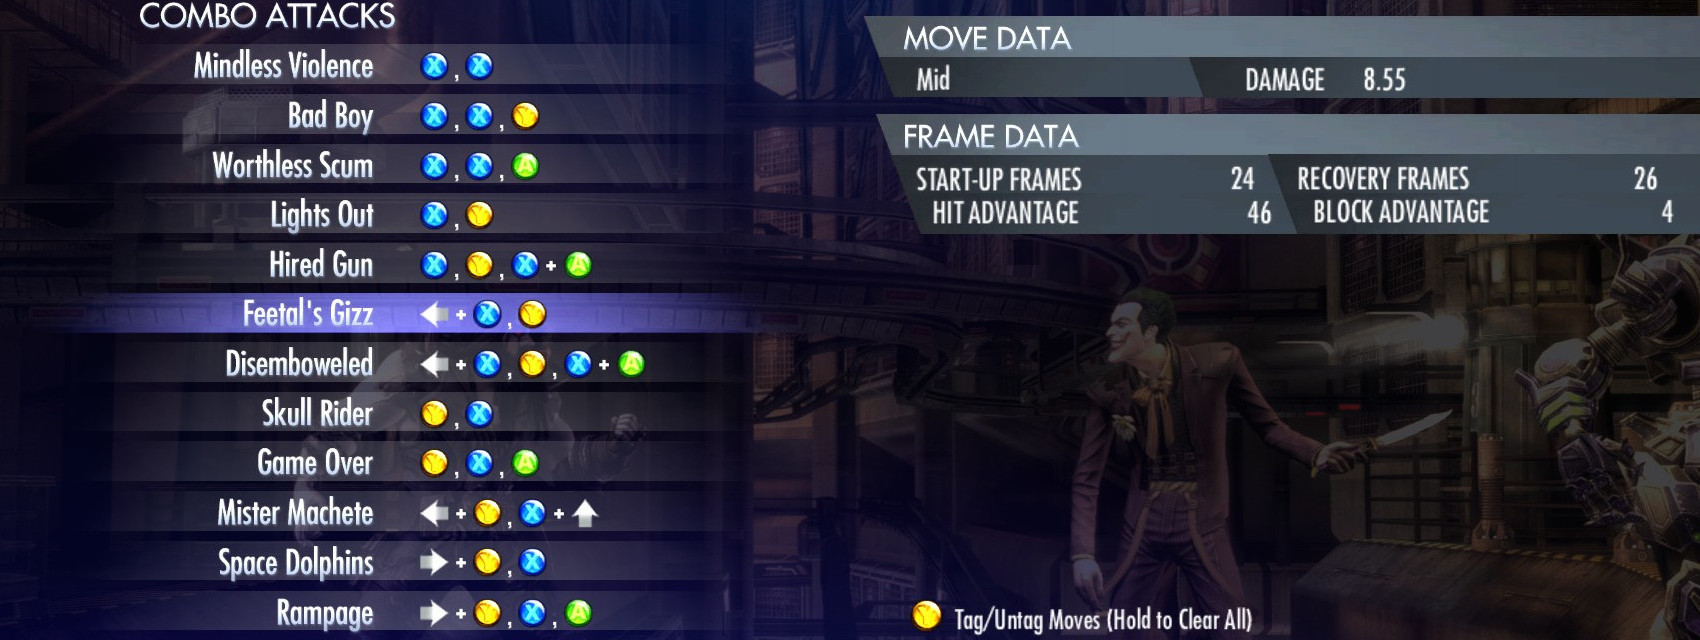 COMBO ATTACKS
Mindless Violence X , X
Bad Boy X , X , Y
Worthless Scum X , X , A
Lights Out X , Y
Hired Gun X , Y , X + A
Feetal's Gizz + X , Y
Disemboweled + X , Y , X + A
Skull Rider Y , X
Game Over Y , X , A
Mister Machete + Y , X +
Space Dolphins + Y , X
Rampage + Y , X , A
MOVE DATA
Mid DAMAGE 8.55
FRAME DATA
START-UP FRAMES 24 RECOVERY FRAMES 26
HIT ADVANTAGE 46 BLOCK ADVANTAGE 4
Y Tag/Untag Moves (Hold to Clear All)